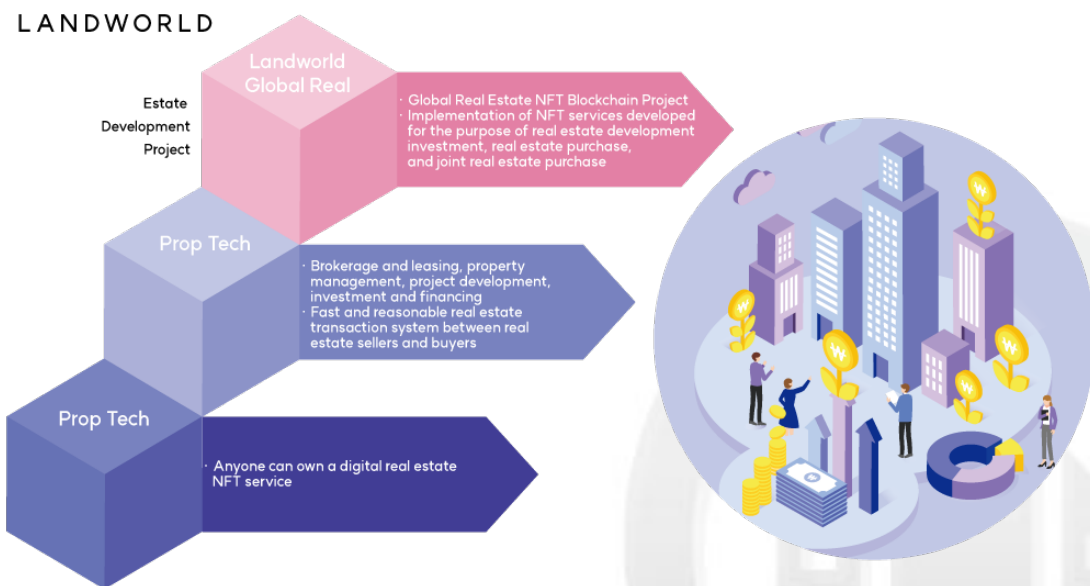 LANDWORLD
Landworld
Global Real
Estate
Development
Project
· Global Real Estate NFT Blockchain Project
· Implementation of NFT services developed
for the purpose of real estate development
investment, real estate purchase,
and joint real estate purchase
Prop Tech
· Brokerage and leasing, property
management, project development,
investment and financing
· Fast and reasonable real estate
transaction system between real
estate sellers and buyers
Prop Tech
· Anyone can own a digital real estate
NFT service
₩
₩
₩
₩
₩